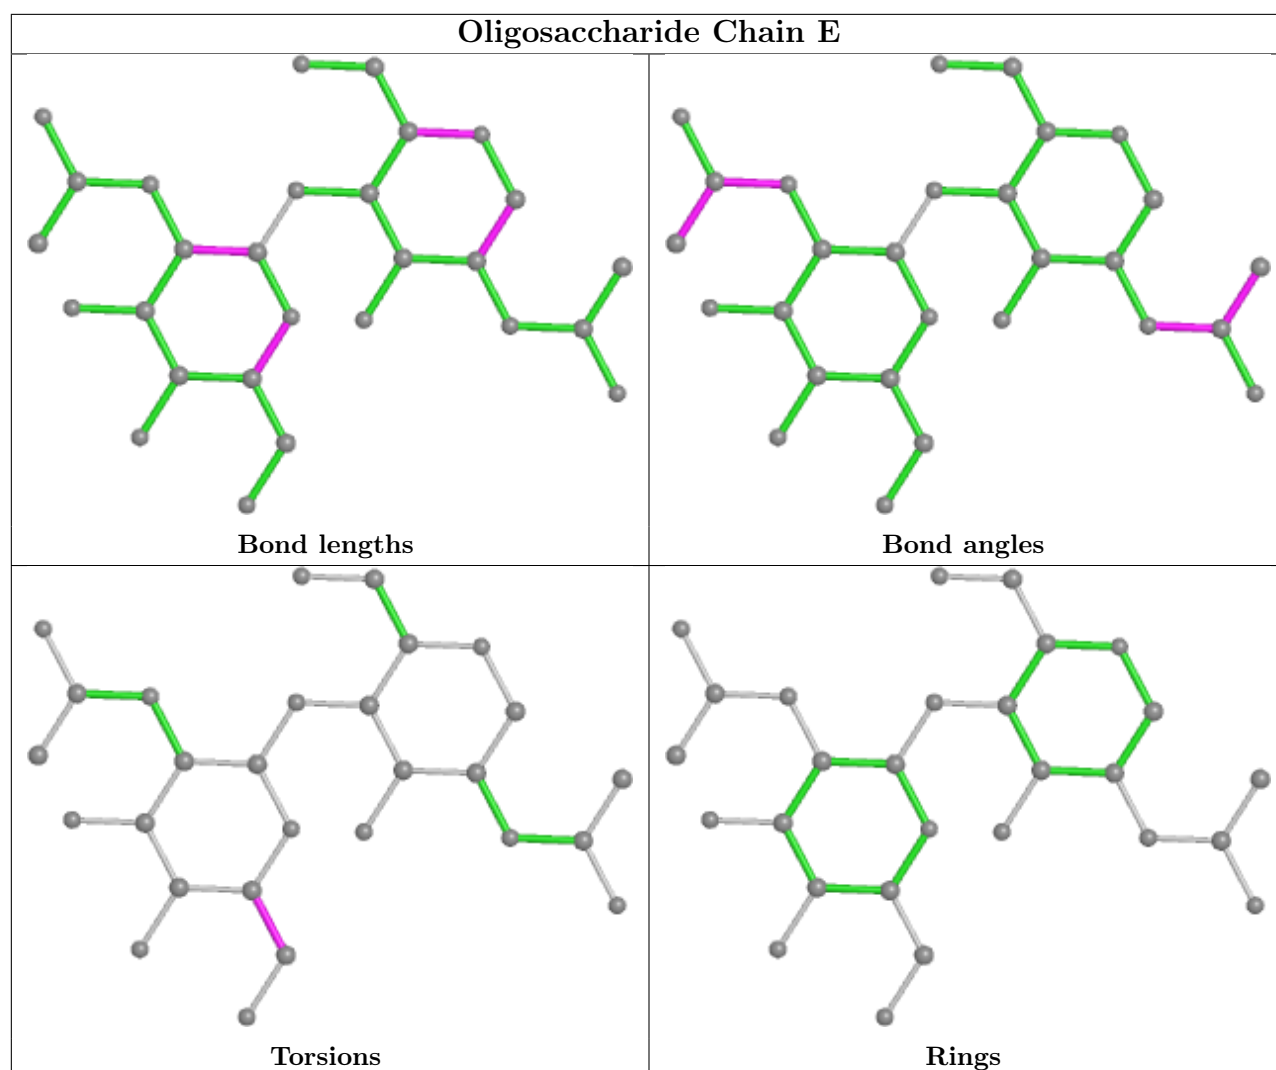 Oligosaccharide Chain E
Bond lengths
Bond angles
Torsions
Rings